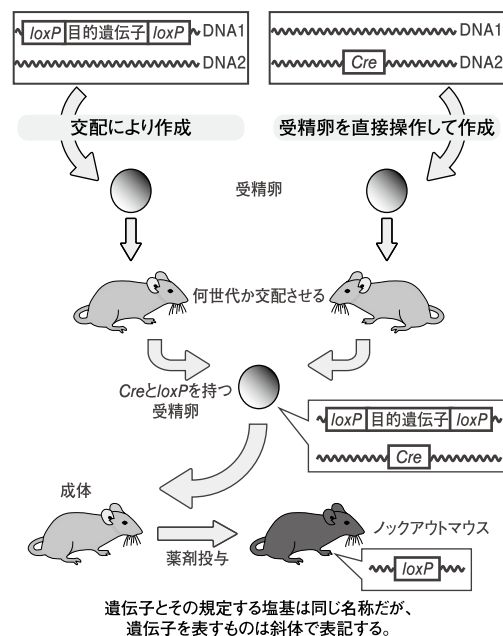 loxP 目的遺伝子 loxP DNA1
DNA2
DNA1
Cre DNA2
交配により作成
受精卵を直接操作して作成
受精卵
何世代か交配させる
CreとloxPを持つ
受精卵
loxP 目的遺伝子 loxP
Cre
成体
薬剤投与
ノックアウトマウス
loxP
遺伝子とその規定する塩基は同じ名称だが、
遺伝子を表すものは斜体で表記する。